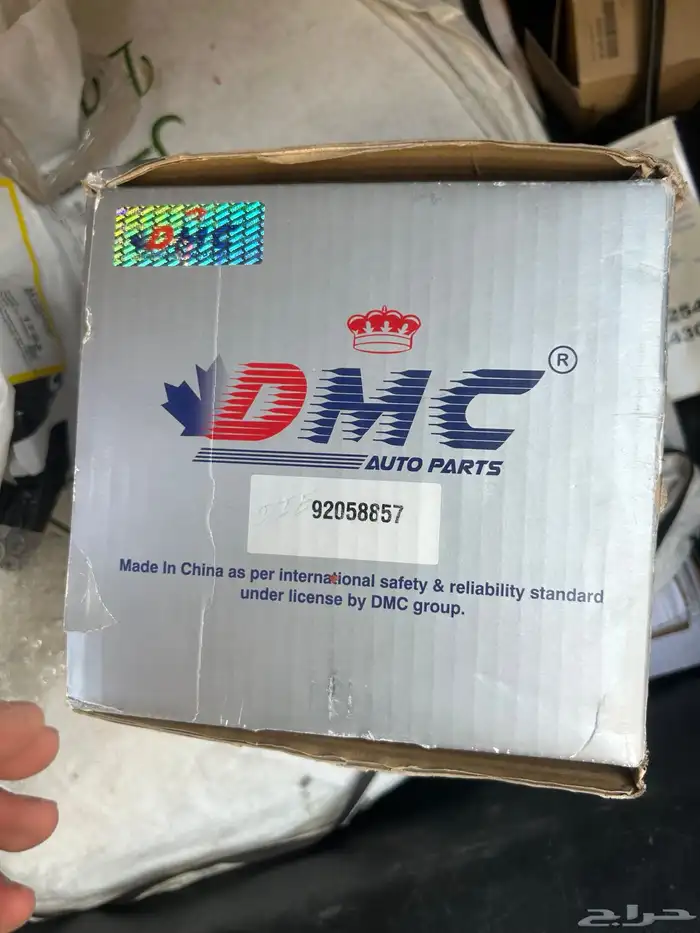 DMC
DMC
®
AUTO PARTS
92058857
Made In China as per international safety & reliability standard
under license by DMC group.
حراج